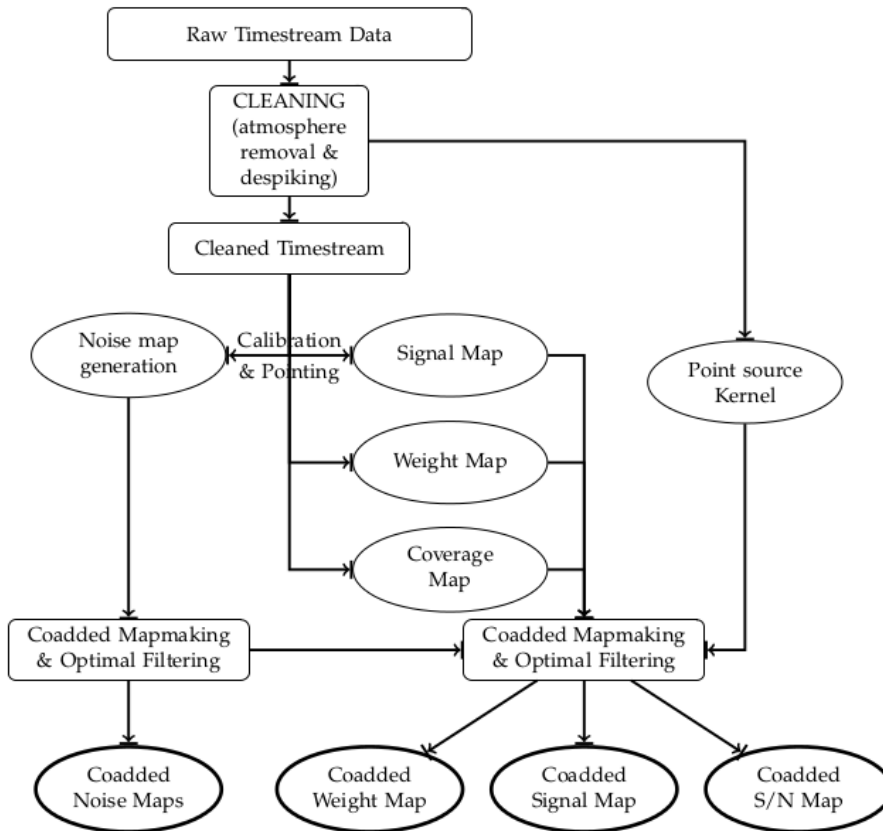 Raw Timestream Data
CLEANING
(atmosphere
removal &
despiking)
Cleaned Timestream
Noise map
generation
Calibration
& Pointing
Signal Map
Point source
Kernel
Weight Map
Coverage
Map
Coadded Mapmaking
& Optimal Filtering
Coadded Mapmaking
& Optimal Filtering
Coadded
Noise Maps
Coadded
Weight Map
Coadded
Signal Map
Coadded
S/N Map